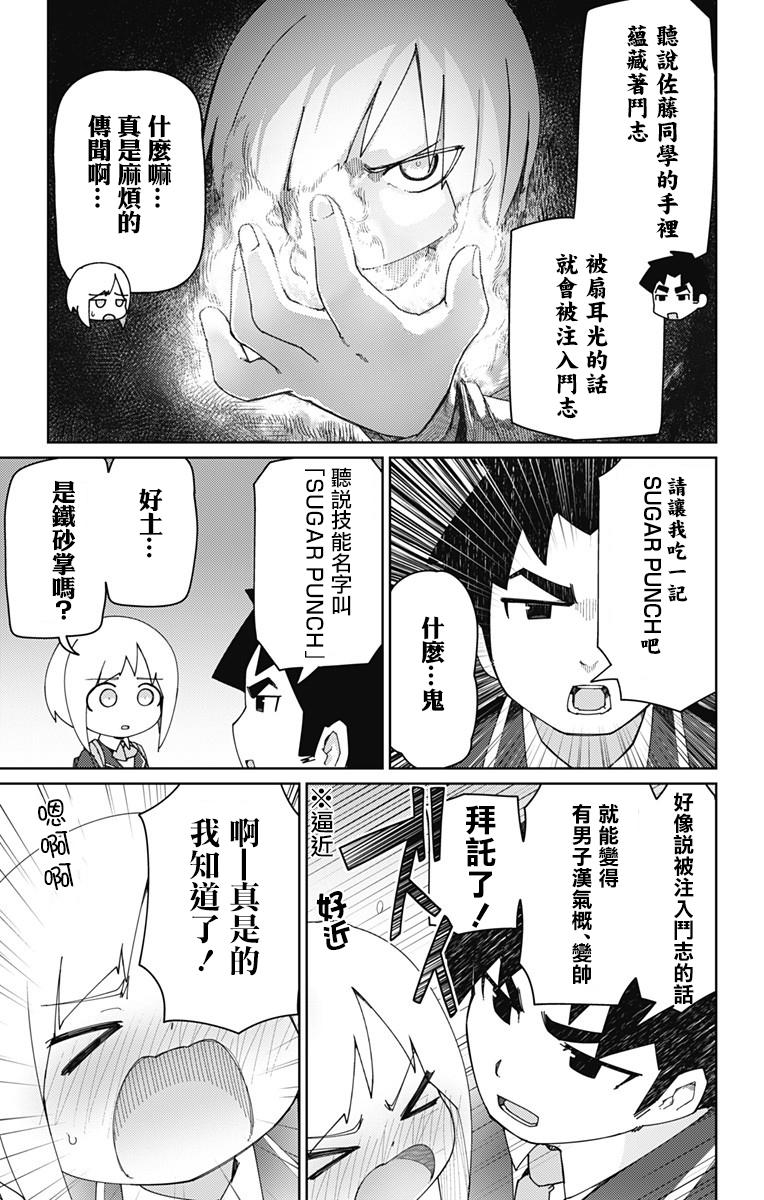 聽說佐藤同學的手裡
蘊藏著鬥志
被扇耳光的話
就會被注入鬥志
什麼嘛…
真是麻煩的
傳聞啊…
請讓我吃一記
SUGAR PUNCH吧
什麼…鬼
聽說技能名字叫
「SUGAR PUNCH」
好土…
是鐵砂掌嗎？
好像說被注入鬥志的話
就能變得
有男子漢氣概、變帥
拜託了！
※逼近
好近
啊—真是的
我知道了！
嗯啊啊